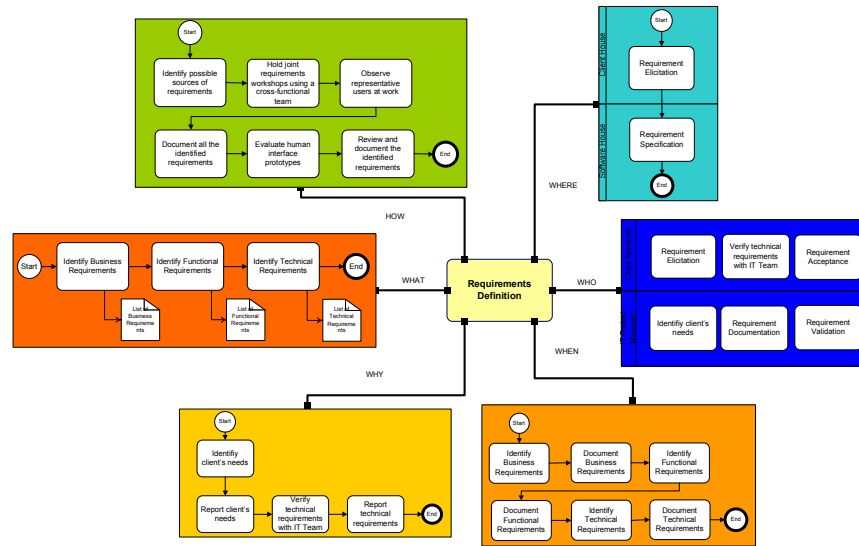 Start
Identify possible
sources of
requirements
Hold joint
requirements
workshops using a
cross-functional
team
Observe
representative
users at work
Document all the
identified
requirements
Evaluate human
interface
prototypes
Review and
document the
identified
requirements
End
HOW
Client House
Start
Requirement
Elicitation
Software House
Requirement
Specification
End
WHERE
Start
Identify Business
Requirements
Identify Functional
Requirements
Identify Technical
Requirements
End
List of
Business
Requireme
nts
List of
Functional
Requireme
nts
List of
Technical
Requireme
nts
WHAT
Requirements
Definition
WHO
Requirement
Elicitation
Verify technical
requirements
with IT Team
Requirement
Acceptance
Identifiy client's
needs
Requirement
Documentation
Requirement
Validation
WHY
Start
Identifiy
client's needs
Report client's
needs
Verify
technical
requirements
with IT Team
Report
technical
requirements
End
WHEN
Start
Identify
Business
Requirements
Document
Business
Requirements
Identify
Functional
Requirements
Document
Functional
Requirements
Identify
Technical
Requirements
Document
Technical
Requirements
End